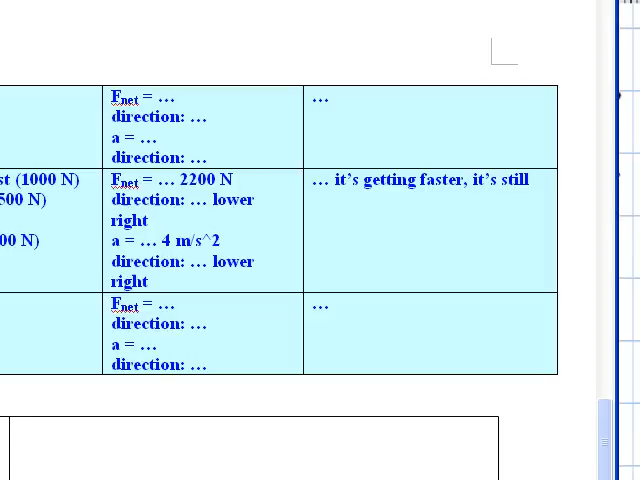 Fnet = … …
direction: …
a = …
direction: …
st (1000 N) Fnet = … 2200 N … it’s getting faster, it’s still
500 N) direction: … lower
right
00 N) a = … 4 m/s^2
direction: … lower
right
Fnet = … …
direction: …
a = …
direction: …